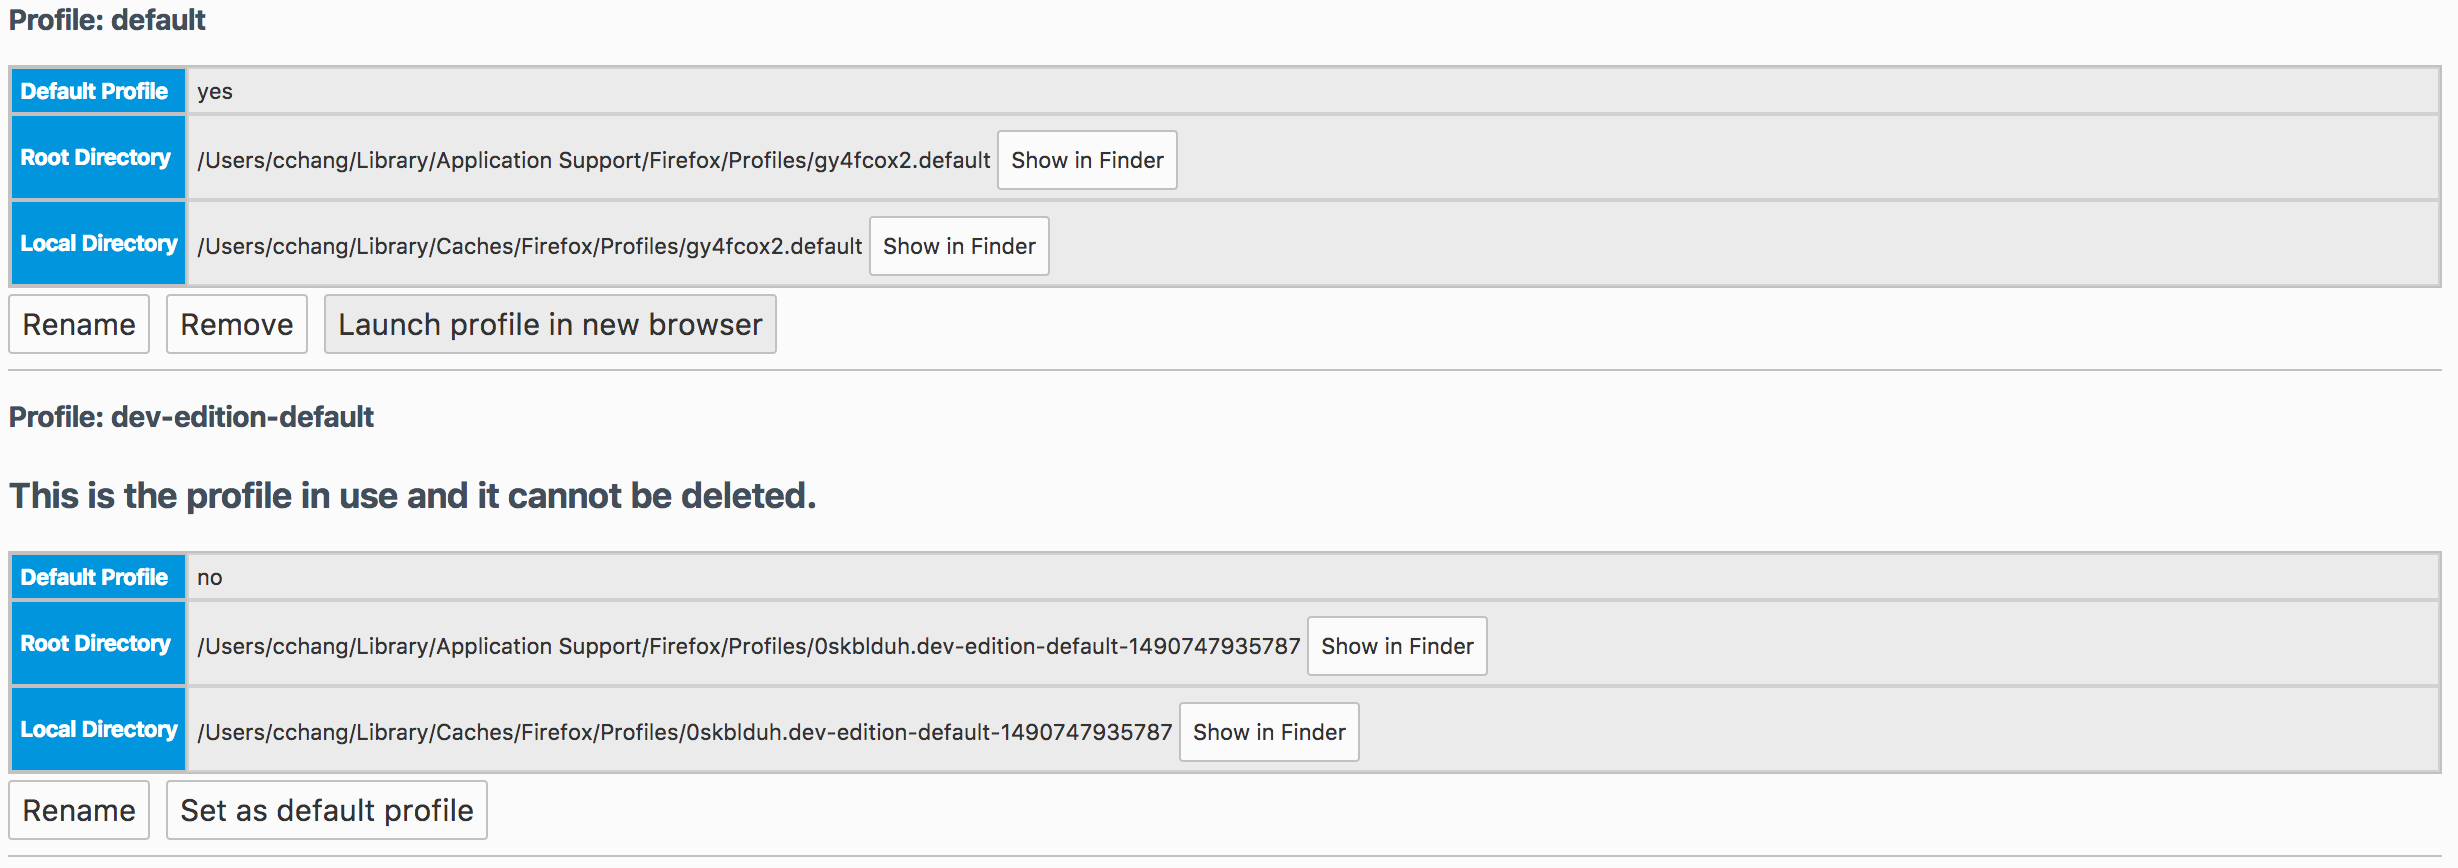 Profile: default
Default Profile yes
Root Directory /Users/cchang/Library/Application Support/Firefox/Profiles/gy4fcox2.default Show in Finder
Local Directory /Users/cchang/Library/Caches/Firefox/Profiles/gy4fcox2.default Show in Finder
Rename Remove Launch profile in new browser
Profile: dev-edition-default
This is the profile in use and it cannot be deleted.
Default Profile no
Root Directory /Users/cchang/Library/Application Support/Firefox/Profiles/0skblduh.dev-edition-default-1490747935787 Show in Finder
Local Directory /Users/cchang/Library/Caches/Firefox/Profiles/0skblduh.dev-edition-default-1490747935787 Show in Finder
Rename Set as default profile